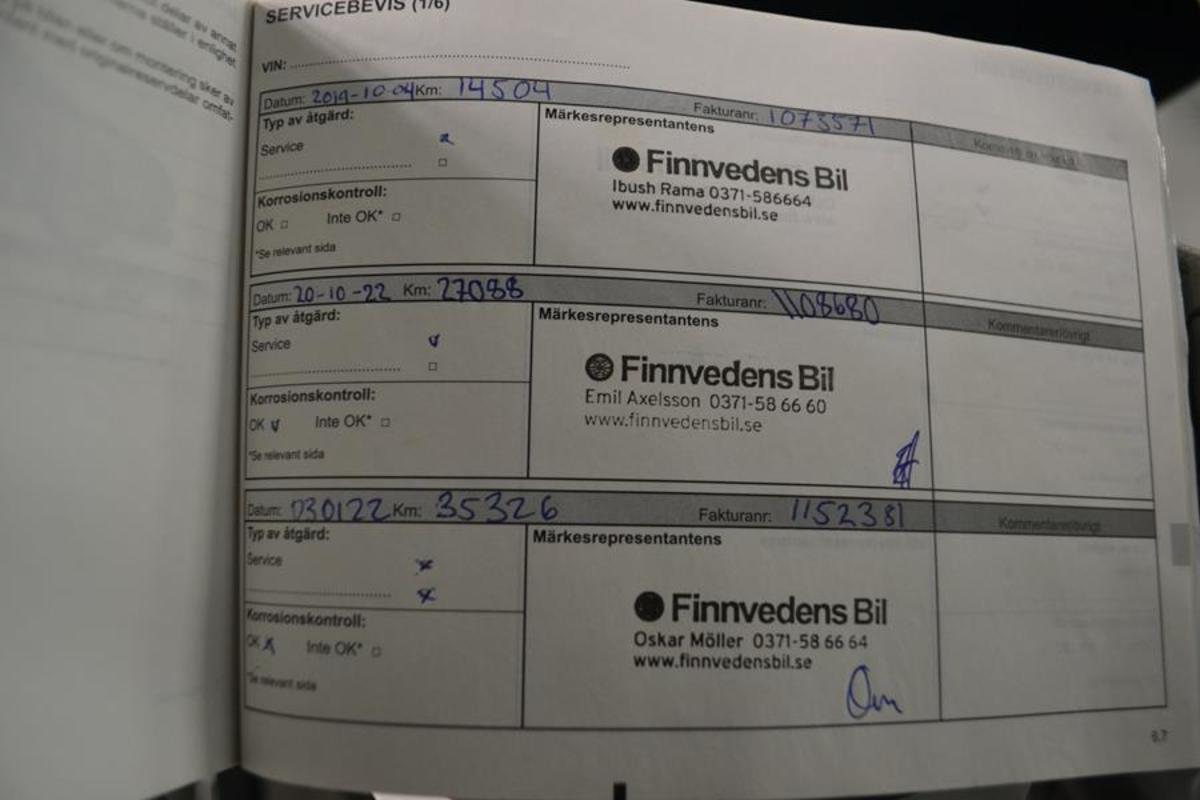 SERVICEBEVIS (1/6)
VIN:
Datum: 2019-10-04 Km: 14504 Fakturanr: 1073571
Typ av åtgärd:
Service
Korrosionskontroll:
OK Inte OK*
*Se relevant sida
Märkesrepresentantens
Finnvedens Bil
Ibush Rama 0371-586664
www.finnvedensbil.se
Datum: 20-10-22 Km: 27088 Fakturanr: 1108680
Kommentarer/övrigt
Typ av åtgärd:
Service
Korrosionskontroll:
OK Inte OK*
*Se relevant sida
Märkesrepresentantens
Finnvedens Bil
Emil Axelsson 0371-58 66 60
www.finnvedensbil.se
Datum: Km: 35326 Fakturanr: 1152381
Kommentarer/övrigt
Typ av åtgärd:
Service
Korrosionskontroll:
OK Inte OK*
*Se relevant sida
Märkesrepresentantens
Finnvedens Bil
Oskar Möller 0371-58 66 64
www.finnvedensbil.se
6.7